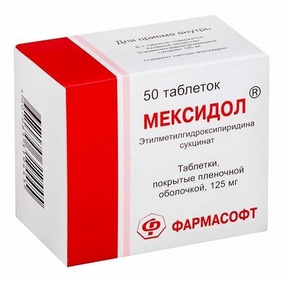 Для приема внутрь.
50 таблеток
МЕКСИДОЛ®
Этилметилгидроксипиридина
сукцинат
Таблетки,
покрытые пленочной
оболочкой, 125 мг
ФАРМАСОФТ